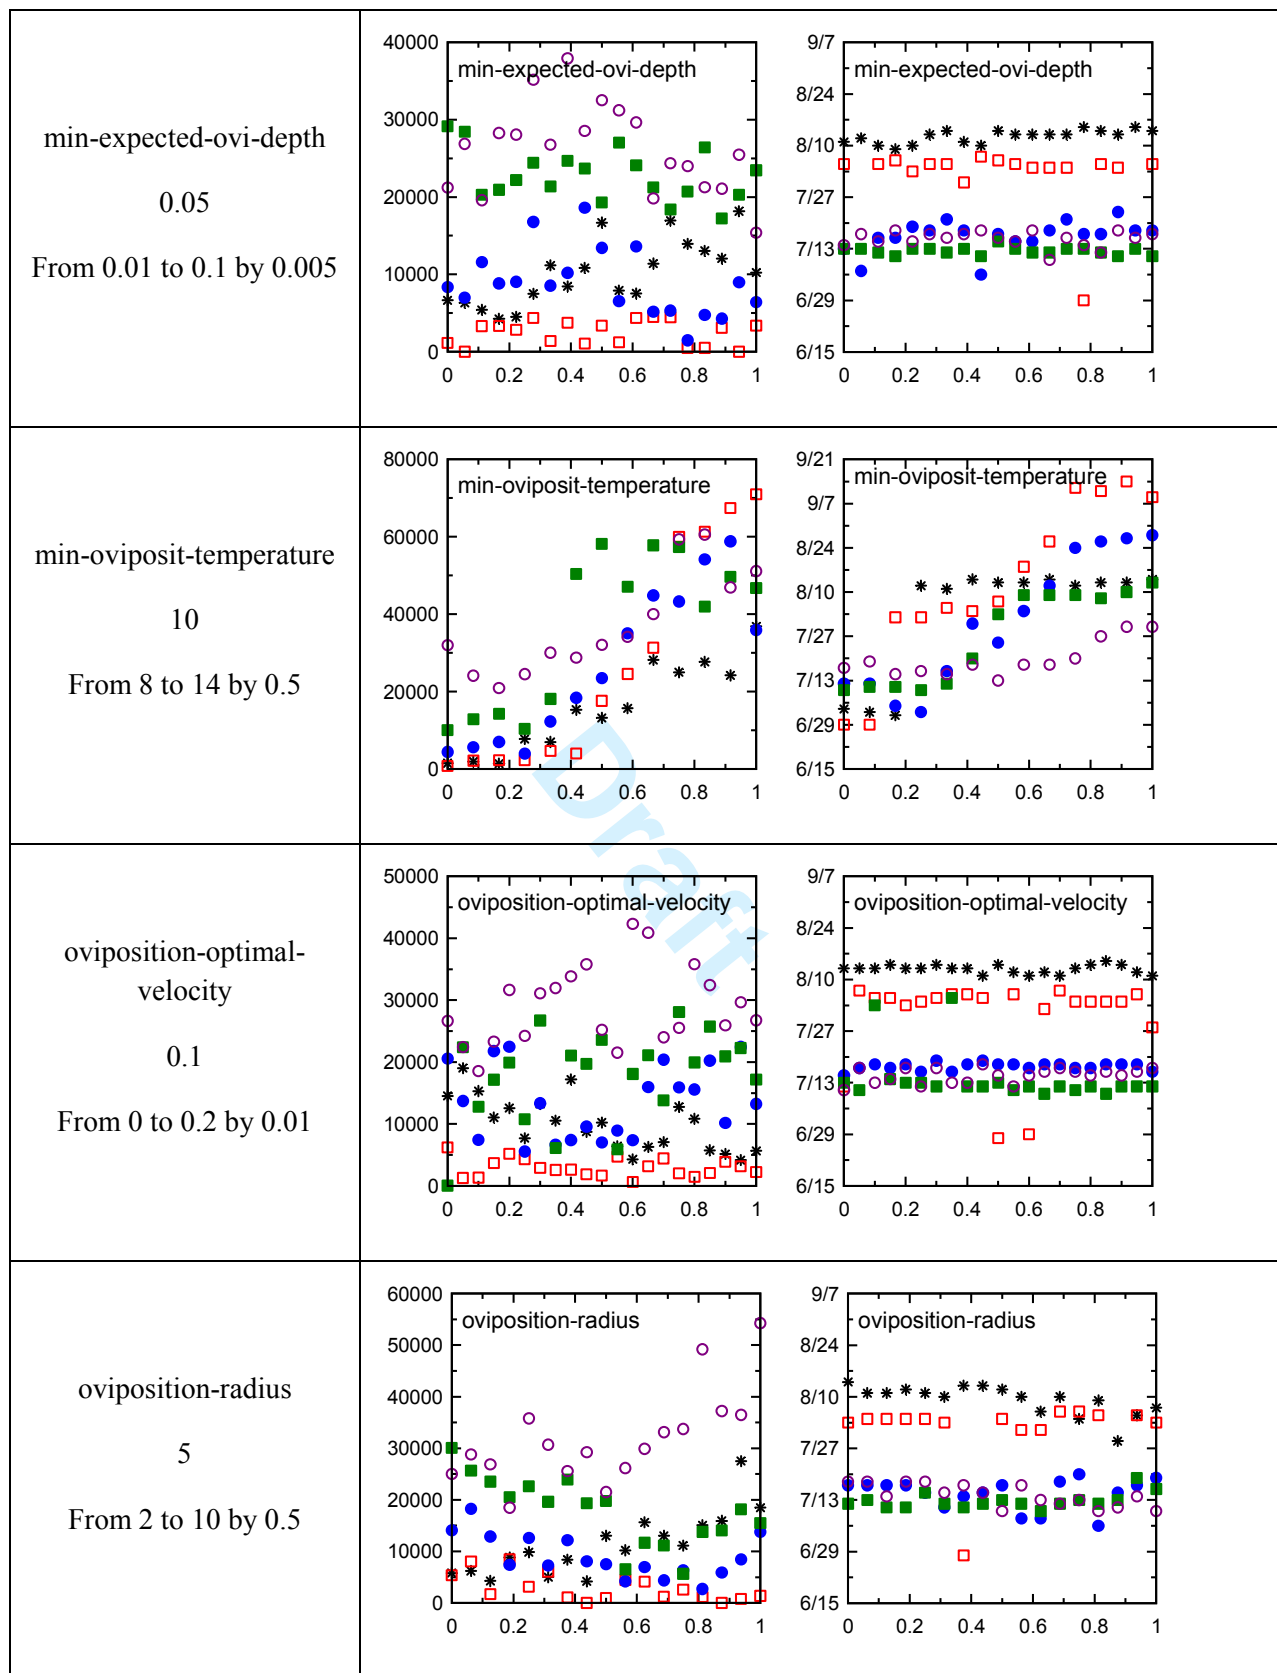 min-expected-ovi-depth
0.05
From 0.01 to 0.1 by 0.005
40000
30000
20000
10000
0
min-expected-ovi-depth
0 0.2 0.4 0.6 0.8 1
9/7
8/24
8/10
7/27
7/13
6/29
6/15
min-expected-ovi-depth
0 0.2 0.4 0.6 0.8 1
min-oviposit-temperature
10
From 8 to 14 by 0.5
80000
60000
40000
20000
0
min-oviposit-temperature
0 0.2 0.4 0.6 0.8 1
9/21
9/7
8/24
8/10
7/27
7/13
6/29
6/15
min-oviposit-temperature
0 0.2 0.4 0.6 0.8 1
Draft
oviposition-optimal-
velocity
0.1
From 0 to 0.2 by 0.01
50000
40000
30000
20000
10000
0
oviposition-optimal-velocity
0 0.2 0.4 0.6 0.8 1
9/7
8/24
8/10
7/27
7/13
6/29
6/15
oviposition-optimal-velocity
0 0.2 0.4 0.6 0.8 1
oviposition-radius
5
From 2 to 10 by 0.5
60000
50000
40000
30000
20000
10000
0
oviposition-radius
0 0.2 0.4 0.6 0.8 1
9/7
8/24
8/10
7/27
7/13
6/29
6/15
oviposition-radius
0 0.2 0.4 0.6 0.8 1